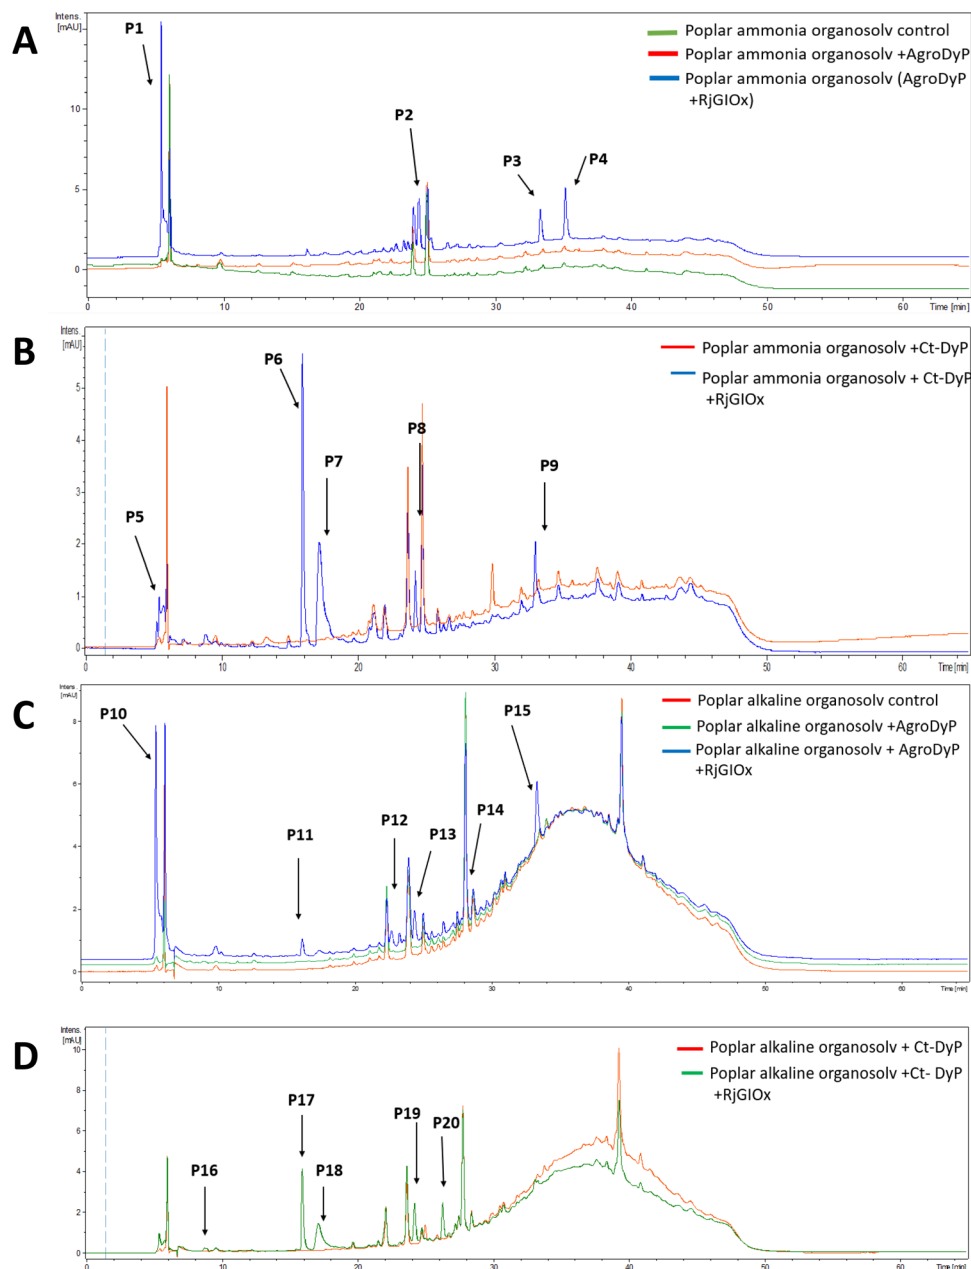 A
Intens.
[mAU]
10
5
0
P1
P2
P3
P4
Poplar ammonia organosolv control
Poplar ammonia organosolv +AgroDyP
Poplar ammonia organosolv (AgroDyP
+RjGlOx)
0 10 20 30 40 50 60 Time [min]
B
Intens.
[mAU]
5
4
3
2
1
0
P5
P6
P7
P8
P9
Poplar ammonia organosolv +Ct-DyP
Poplar ammonia organosolv + Ct-DyP
+RjGlOx
0 10 20 30 40 50 60 Time [min]
C
Intens.
[mAU]
8
6
4
2
0
P10
P11
P12
P13
P14
P15
Poplar alkaline organosolv control
Poplar alkaline organosolv +AgroDyP
Poplar alkaline organosolv + AgroDyP
+RjGlOx
0 10 20 30 40 50 60 Time [min]
D
Intens.
[mAU]
10
8
6
4
2
0
P16
P17
P18
P19
P20
Poplar alkaline organosolv + Ct-DyP
Poplar alkaline organosolv +Ct- DyP
+RjGlOx
0 10 20 30 40 50 60 Time [min]